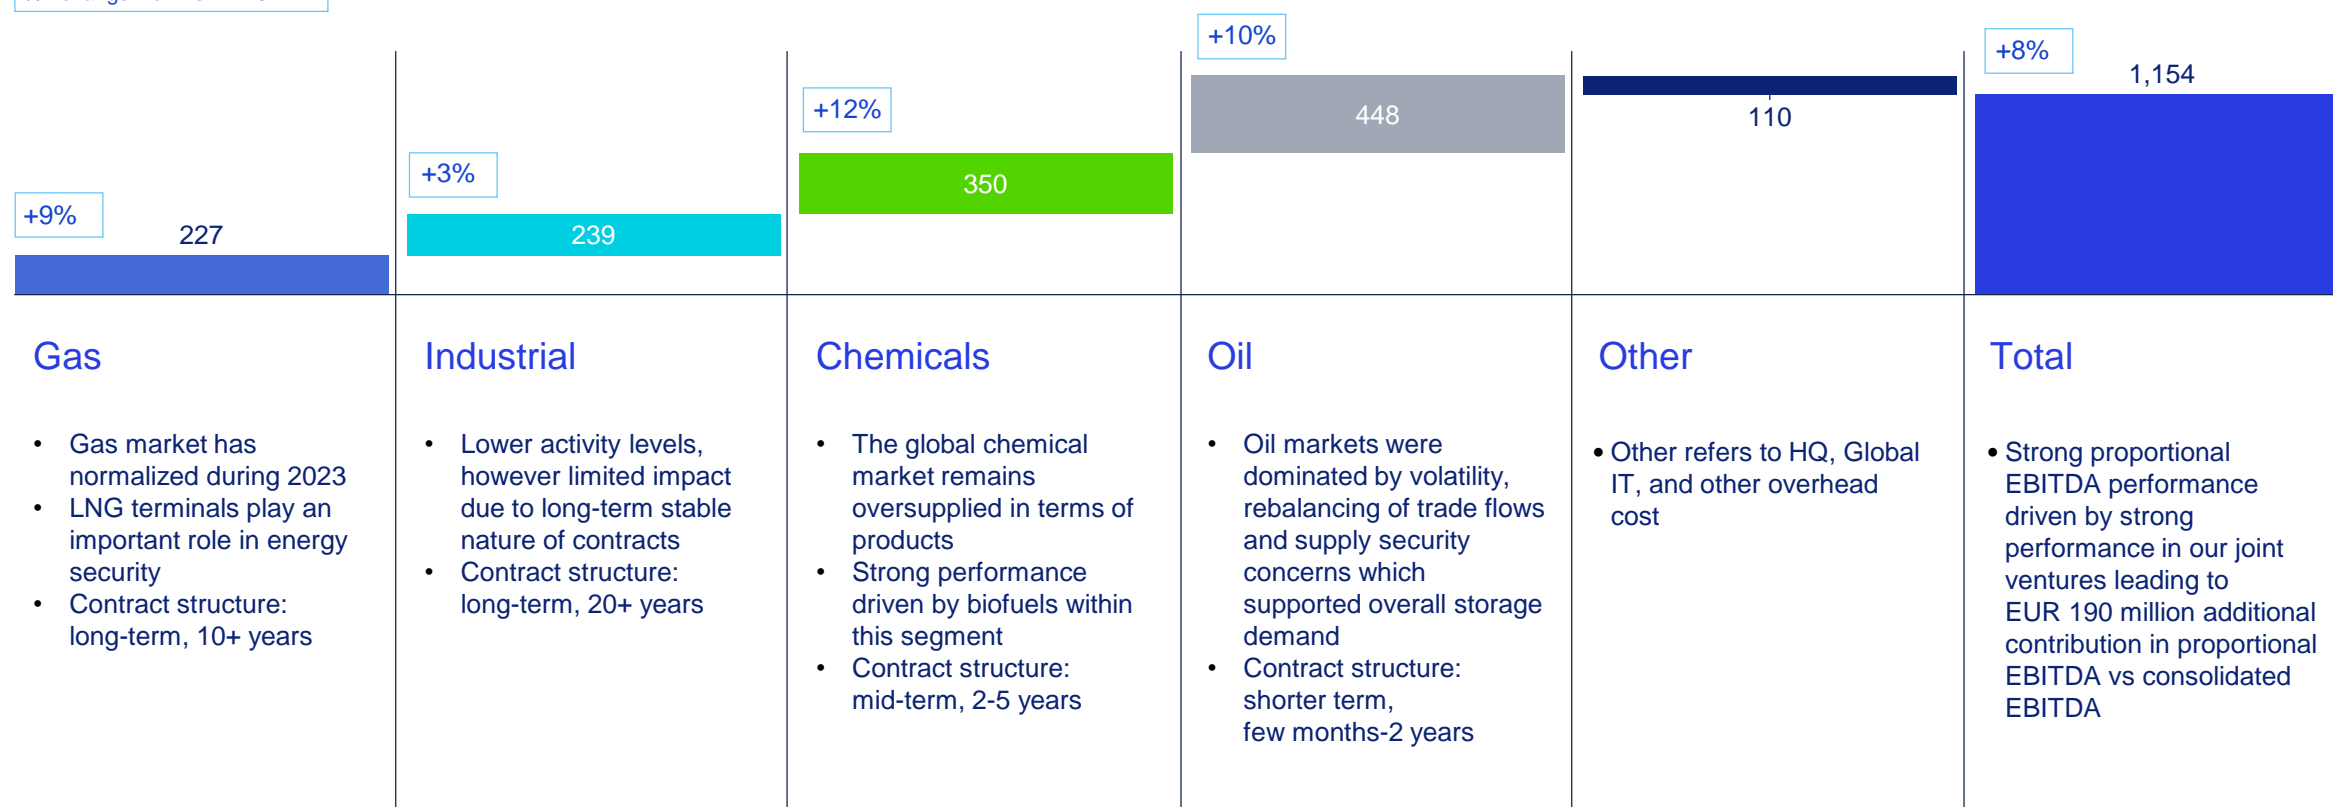 +9%
227
+3%
239
+12%
350
+10%
448
110
+8%
1,154
Gas
• Gas market has
normalized during 2023
• LNG terminals play an
important role in energy
security
• Contract structure:
long-term, 10+ years
Industrial
• Lower activity levels,
however limited impact
due to long-term stable
nature of contracts
• Contract structure:
long-term, 20+ years
Chemicals
• The global chemical
market remains
oversupplied in terms of
products
• Strong performance
driven by biofuels within
this segment
• Contract structure:
mid-term, 2-5 years
Oil
• Oil markets were
dominated by volatility,
rebalancing of trade flows
and supply security
concerns which
supported overall storage
demand
• Contract structure:
shorter term,
few months-2 years
Other
• Other refers to HQ, Global
IT, and other overhead
cost
Total
• Strong proportional
EBITDA performance
driven by strong
performance in our joint
ventures leading to
EUR 190 million additional
contribution in proportional
EBITDA vs consolidated
EBITDA